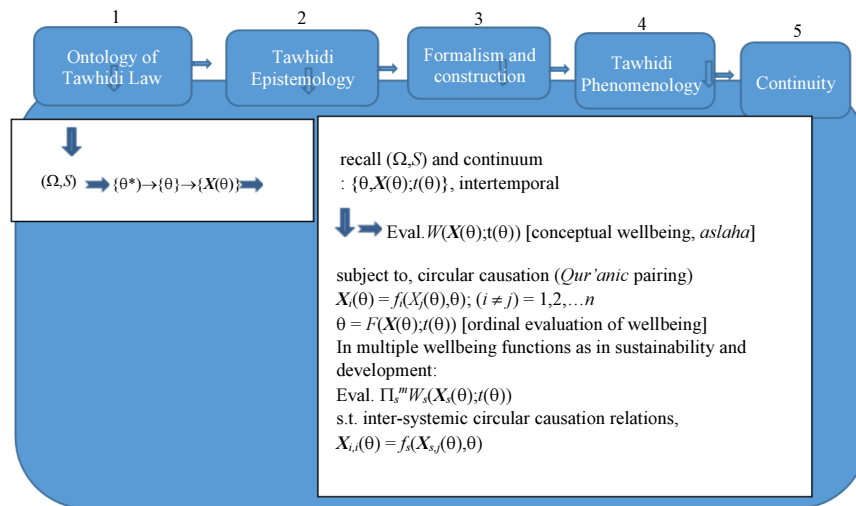 1
2
3
4
5
Ontology of
Tawhidi Law
Tawhidi
Epistemology
Formalism and
construction
Tawhidi
Phenomenology
Continuity
(Ω,S) {θ*)→{θ}→{X(θ)}
recall (Ω,S) and continuum
: {θ,X(θ);t(θ)}, intertemporal
Eval.W(X(θ);t(θ)) [conceptual wellbeing, aslaha]
subject to, circular causation (Qur'anic pairing)
Xᵢ(θ) = fᵢ(Xⱼ(θ),θ); (i ≠ j) = 1,2,…n
θ = F(X(θ);t(θ)) [ordinal evaluation of wellbeing]
In multiple wellbeing functions as in sustainability and
development:
Eval. ΠₛᵐWₛ(Xₛ(θ);t(θ))
s.t. inter-systemic circular causation relations,
Xᵢ,ᵢ(θ) = fₛ(Xₛ,ⱼ(θ),θ)